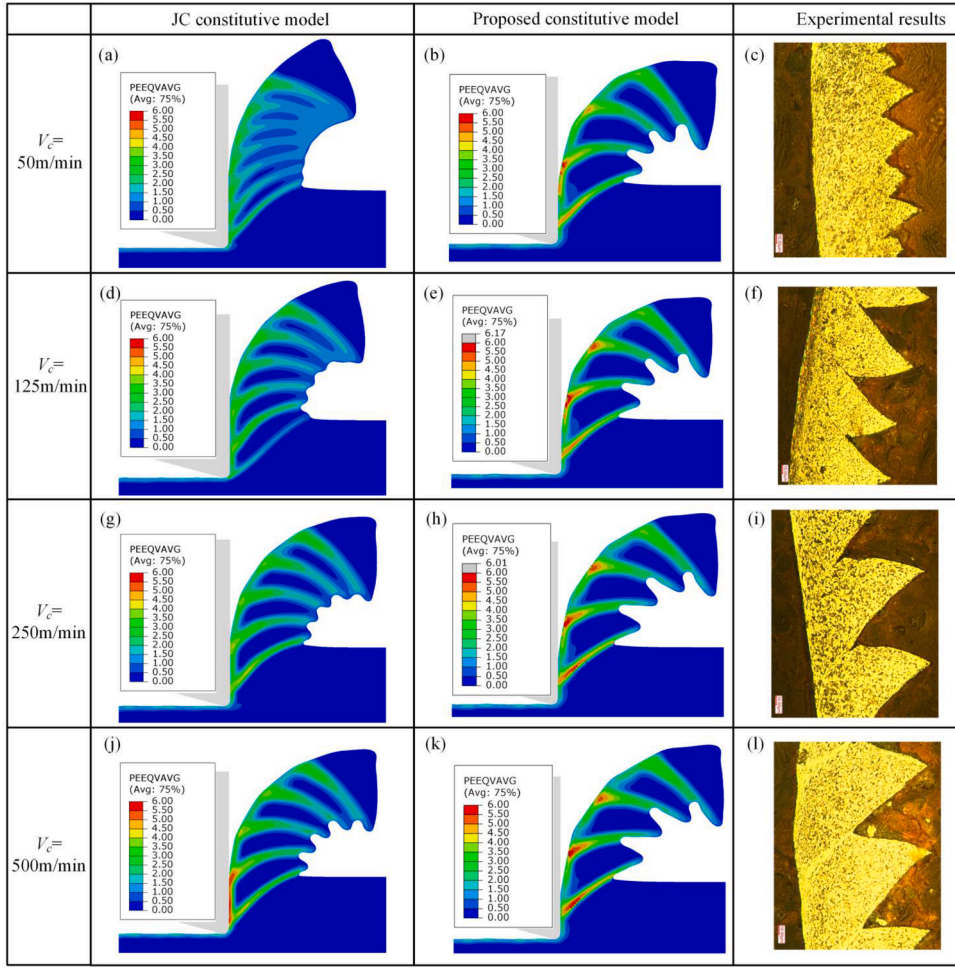 JC constitutive model
Proposed constitutive model
Experimental results
Vc=
50m/min
(a)
PEEQVAVG
(Avg: 75%)
6.00
5.50
5.00
4.50
4.00
3.50
3.00
2.50
2.00
1.50
1.00
0.50
0.00
(b)
PEEQVAVG
(Avg: 75%)
6.00
5.50
5.00
4.50
4.00
3.50
3.00
2.50
2.00
1.50
1.00
0.50
0.00
(c)
Vc=
125m/min
(d)
PEEQVAVG
(Avg: 75%)
6.00
5.50
5.00
4.50
4.00
3.50
3.00
2.50
2.00
1.50
1.00
0.50
0.00
(e)
PEEQVAVG
(Avg: 75%)
6.17
6.00
5.50
5.00
4.50
4.00
3.50
3.00
2.50
2.00
1.50
1.00
0.50
0.00
(f)
Vc=
250m/min
(g)
PEEQVAVG
(Avg: 75%)
6.00
5.50
5.00
4.50
4.00
3.50
3.00
2.50
2.00
1.50
1.00
0.50
0.00
(h)
PEEQVAVG
(Avg: 75%)
6.01
6.00
5.50
5.00
4.50
4.00
3.50
3.00
2.50
2.00
1.50
1.00
0.50
0.00
(i)
Vc=
500m/min
(j)
PEEQVAVG
(Avg: 75%)
6.00
5.50
5.00
4.50
4.00
3.50
3.00
2.50
2.00
1.50
1.00
0.50
0.00
(k)
PEEQVAVG
(Avg: 75%)
6.00
5.50
5.00
4.50
4.00
3.50
3.00
2.50
2.00
1.50
1.00
0.50
0.00
(l)